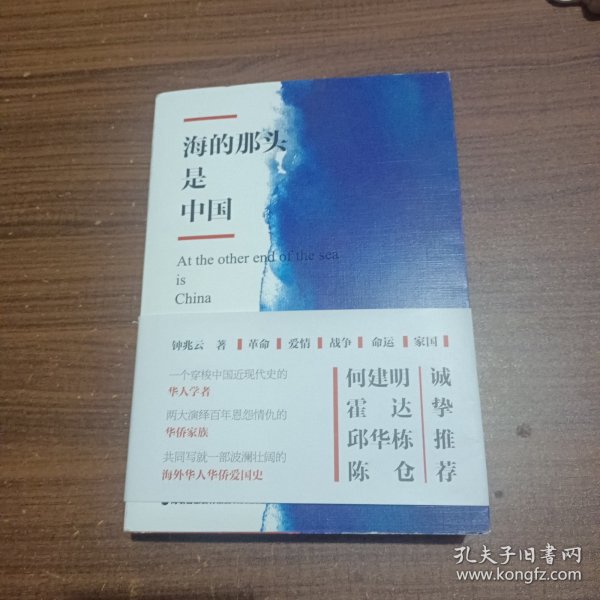 海的那头
是
中国
At the other end of the sea
is
China
钟兆云 著 革命 爱情 战争 命运 家国
一个穿梭中国近现代史的
华人学者
两大演绎百年恩怨情仇的
华侨家族
共同写就一部波澜壮阔的
海外华人华侨爱国史
何建明
霍达
邱华栋
陈仓
诚挚推荐
孔夫子旧书网
www.kongfz.com